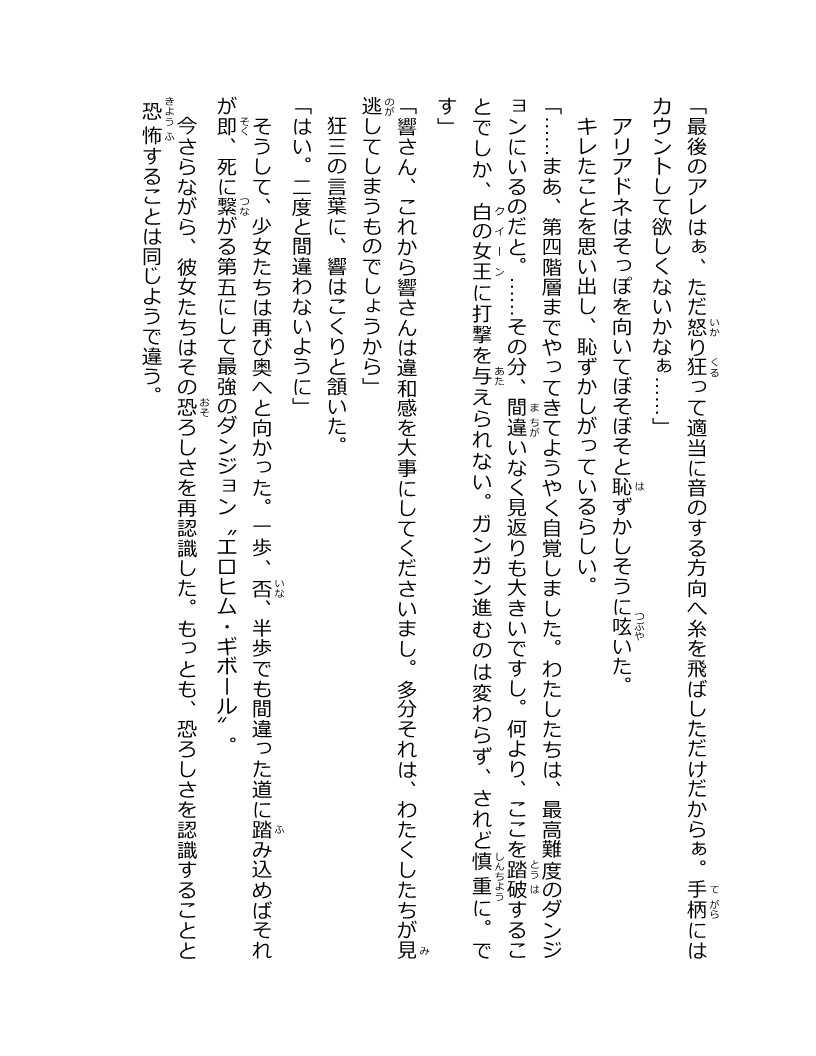 「最後のアレはぁ、ただ怒り狂って適当に音のする方向へ糸を飛ばしただけだからぁ。手柄には
カウントして欲しくないかなぁ……」
アリアドネはそっぽを向いてぼそぼそと恥ずかしそうに呟いた。
キレたことを思い出し、恥ずかしがっているらしい。
「……まあ、第四階層までやってきてようやく自覚しました。わたしたちは、最高難度のダンジ
ョンにいるのだと。……その分、間違いなく見返りも大きいですし。何より、ここを踏破するこ
とでしか、白の女王に打撃を与えられない。ガンガン進むのは変わらず、されど慎重に。で
す」
「響さん、これから響さんは違和感を大事にしてくださいまし。多分それは、わたくしたちが見
逃してしまうものでしょうから」
狂三の言葉に、響はこくりと頷いた。
「はい。二度と間違わないように」
そうして、少女たちは再び奥へと向かった。一歩、否、半歩でも間違った道に踏み込めばそれ
が即、死に繋がる第五にして最強のダンジョン〝エロヒム・ギボール〟。
今さらながら、彼女たちはその恐ろしさを再認識した。もっとも、恐ろしさを認識することと
恐怖することは同じようで違う。